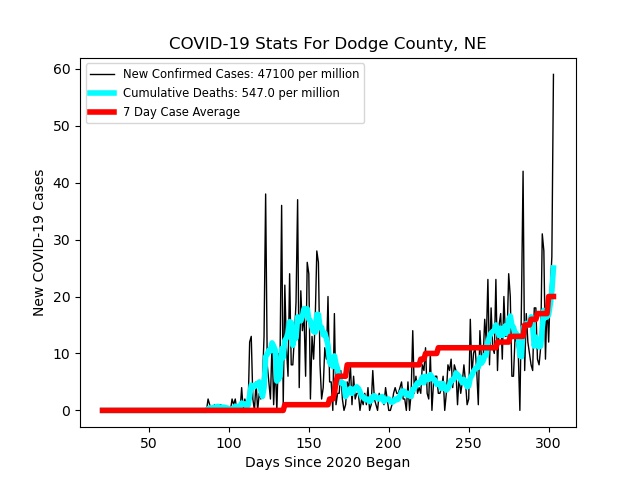 COVID-19 Stats For Dodge County, NE
New Confirmed Cases: 47100 per million
Cumulative Deaths: 547.0 per million
7 Day Case Average
60
50
40
30
20
10
0
New COVID-19 Cases
50 100 150 200 250 300
Days Since 2020 Began